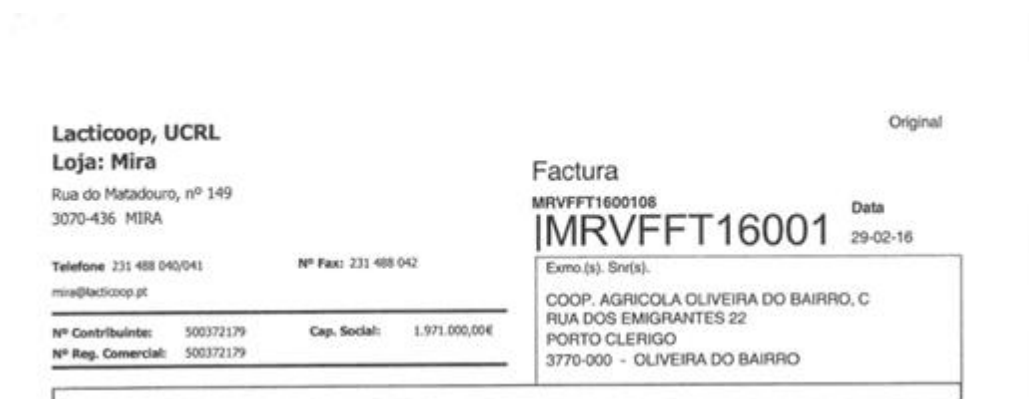 Lacticoop, UCRL
Loja: Mira
Rua do Matadouro, nº 149
3070-436 MIRA
Telefone 231 488 040/041
Nº Fax: 231 488 042
mira@lacticoop.pt
Nº Contribuinte: 500372179
Cap. Social: 1.971.000,00€
Nº Reg. Comercial: 500372179
Original
Factura
MRVFFT1600108
|MRVFFT16001
Data
29-02-16
Exmo.(s). Snr(s).
COOP. AGRICOLA OLIVEIRA DO BAIRRO, C
RUA DOS EMIGRANTES 22
PORTO CLERIGO
3770-000 - OLIVEIRA DO BAIRRO